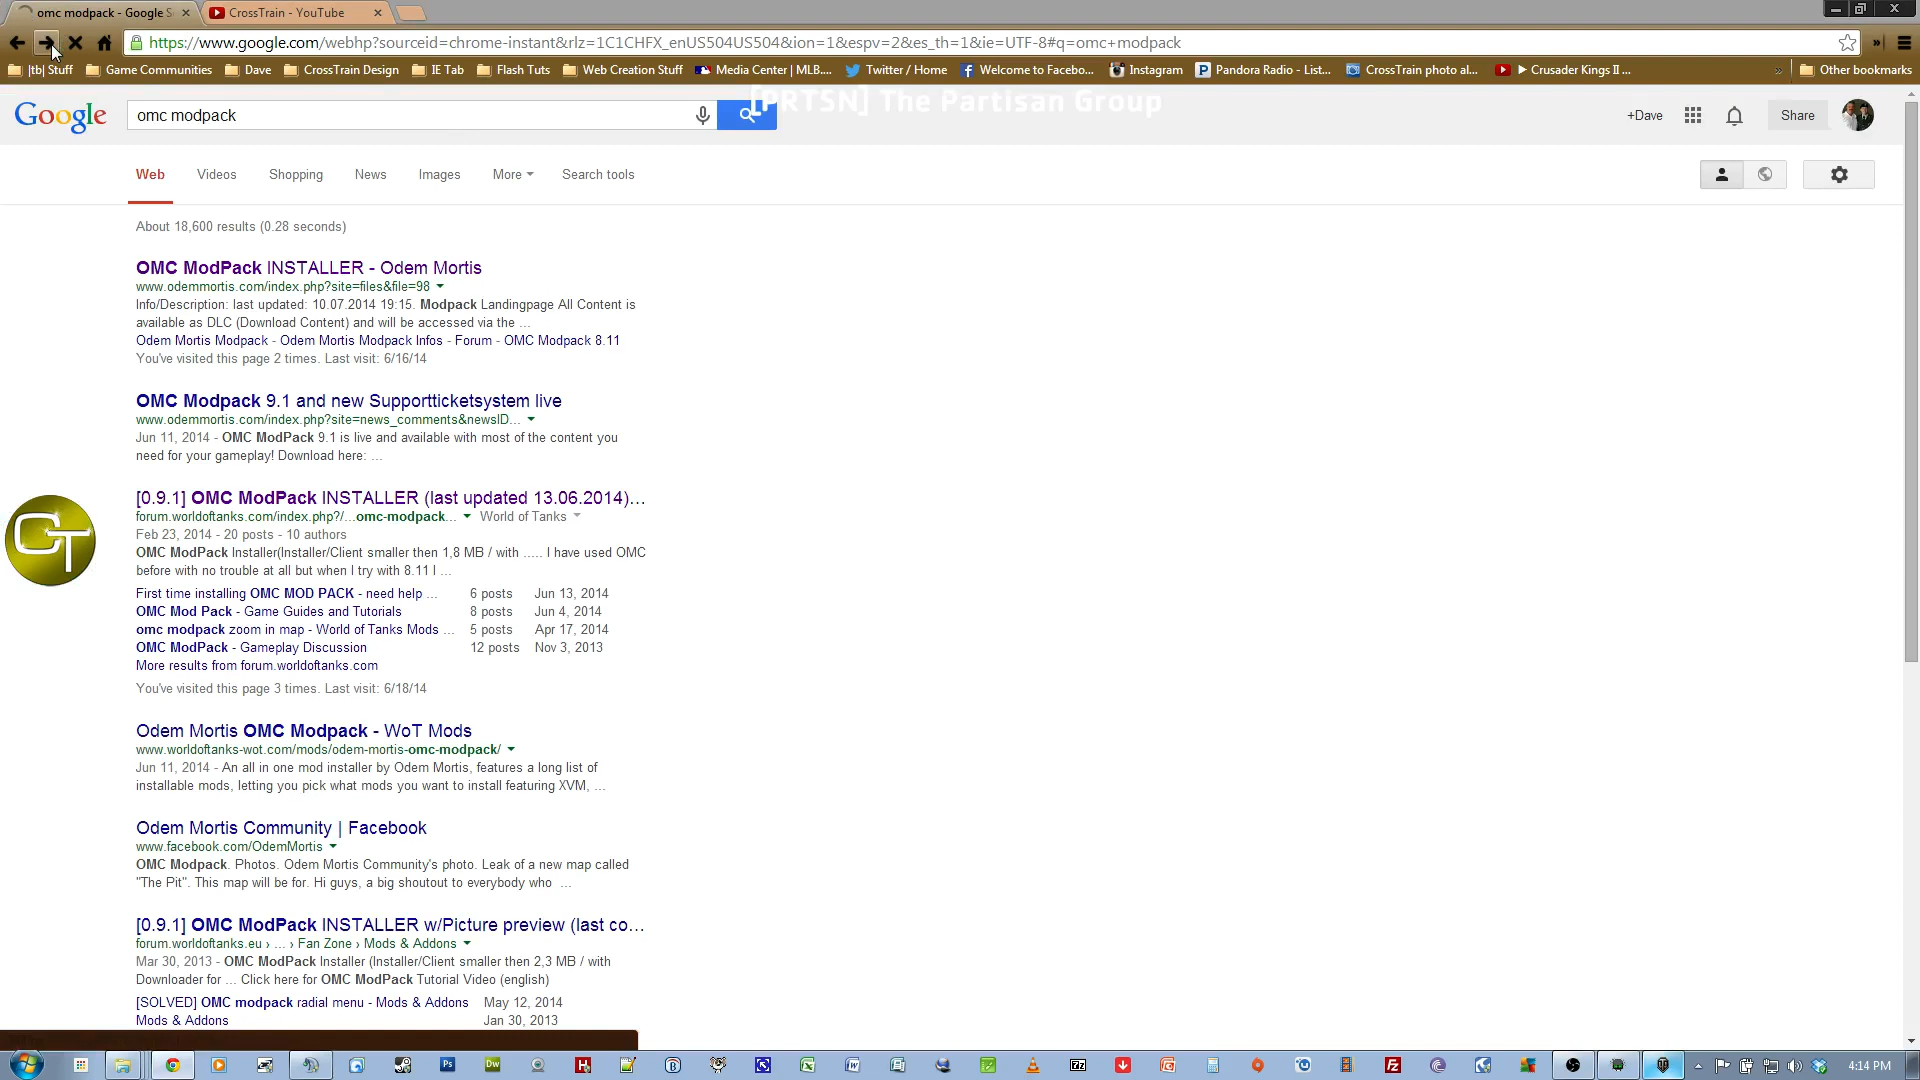 omc modpack - Google S
CrossTrain - YouTube
https://www.google.com/webhp?sourceid=chrome-instant&rlz=1C1CHFX_enUS504US504&ion=1&espv=2&es_th=1&ie=UTF-8#q=omc+modpack
|tb| Stuff
Game Communities
Dave
CrossTrain Design
IE Tab
Flash Tuts
Web Creation Stuff
Media Center | MLB....
Twitter / Home
Welcome to Facebo...
Instagram
Pandora Radio - List...
CrossTrain photo al...
► Crusader Kings II ...
Other bookmarks
[PRTSN] The Partisan Group
Google
omc modpack
+Dave
Share
Web
Videos
Shopping
News
Images
More
Search tools
About 18,600 results (0.28 seconds)
OMC ModPack INSTALLER - Odem Mortis
www.odemmortis.com/index.php?site=files&file=98
Info/Description: last updated: 10.07.2014 19:15. Modpack Landingpage All Content is
available as DLC (Download Content) and will be accessed via the ...
Odem Mortis Modpack - Odem Mortis Modpack Infos - Forum - OMC Modpack 8.11
You've visited this page 2 times. Last visit: 6/16/14
OMC Modpack 9.1 and new Supportticketsystem live
www.odemmortis.com/index.php?site=news_comments&newsID...
Jun 11, 2014 - OMC ModPack 9.1 is live and available with most of the content you
need for your gameplay! Download here: ...
[0.9.1] OMC ModPack INSTALLER (last updated 13.06.2014)...
forum.worldoftanks.com/index.php?/...omc-modpack... World of Tanks
Feb 23, 2014 - 20 posts - 10 authors
OMC ModPack Installer(Installer/Client smaller then 1,8 MB / with ..... I have used OMC
before with no trouble at all but when I try with 8.11 I ...
First time installing OMC MOD PACK - need help ... 6 posts Jun 13, 2014
OMC Mod Pack - Game Guides and Tutorials 8 posts Jun 4, 2014
omc modpack zoom in map - World of Tanks Mods ... 5 posts Apr 17, 2014
OMC ModPack - Gameplay Discussion 12 posts Nov 3, 2013
More results from forum.worldoftanks.com
You've visited this page 3 times. Last visit: 6/18/14
CT
Odem Mortis OMC Modpack - WoT Mods
www.worldoftanks-wot.com/mods/odem-mortis-omc-modpack/
Jun 11, 2014 - An all in one mod installer by Odem Mortis, features a long list of
installable mods, letting you pick what mods you want to install featuring XVM, ...
Odem Mortis Community | Facebook
www.facebook.com/OdemMortis
OMC Modpack. Photos. Odem Mortis Community's photo. Leak of a new map called
"The Pit". This map will be for. Hi guys, a big shoutout to everybody who ...
[0.9.1] OMC ModPack INSTALLER w/Picture preview (last co...
forum.worldoftanks.eu › ... › Fan Zone › Mods & Addons
Mar 30, 2013 - OMC ModPack Installer (Installer/Client smaller then 2,3 MB / with
Downloader for ... Click here for OMC ModPack Tutorial Video (english)
[SOLVED] OMC modpack radial menu - Mods & Addons May 12, 2014
Mods & Addons Jan 30, 2013
4:14 PM